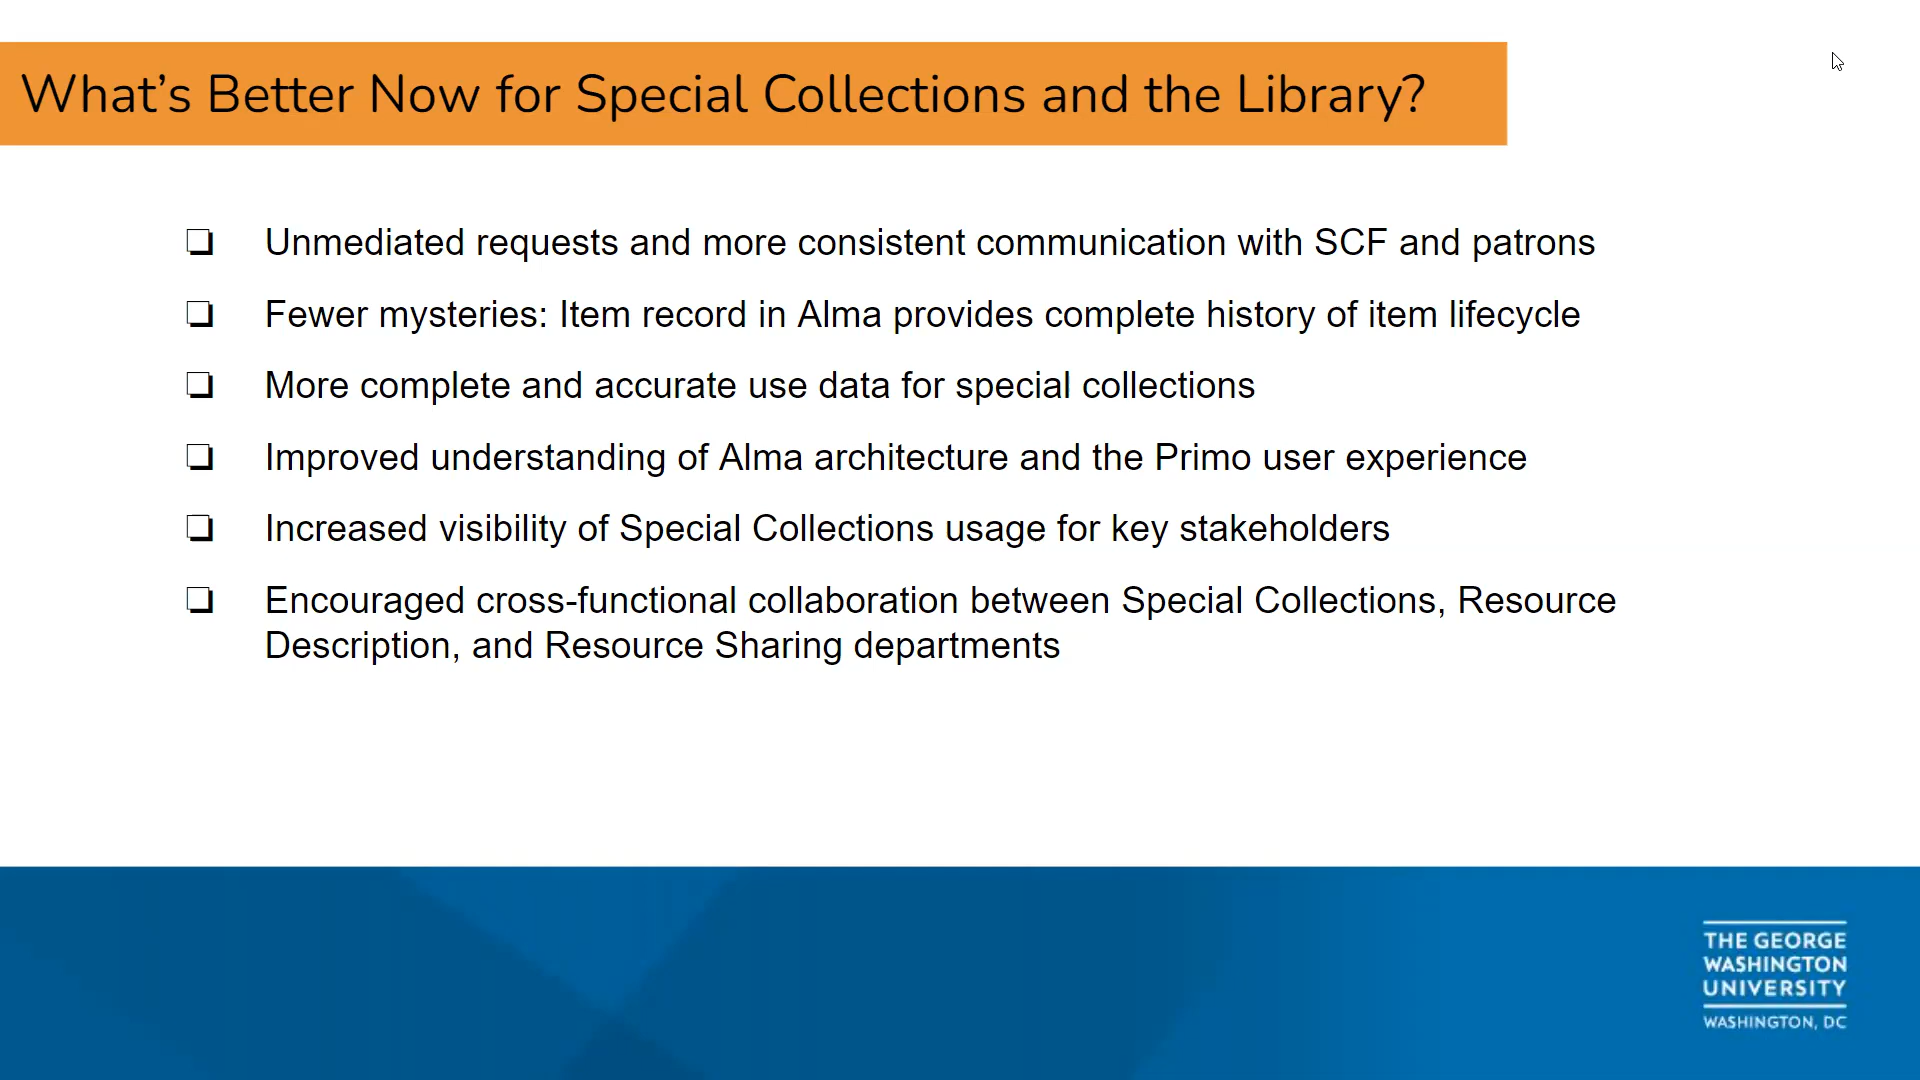 What’s Better Now for Special Collections and the Library?
❏ Unmediated requests and more consistent communication with SCF and patrons
❏ Fewer mysteries: Item record in Alma provides complete history of item lifecycle
❏ More complete and accurate use data for special collections
❏ Improved understanding of Alma architecture and the Primo user experience
❏ Increased visibility of Special Collections usage for key stakeholders
❏ Encouraged cross-functional collaboration between Special Collections, Resource
Description, and Resource Sharing departments
THE GEORGE
WASHINGTON
UNIVERSITY
WASHINGTON, DC